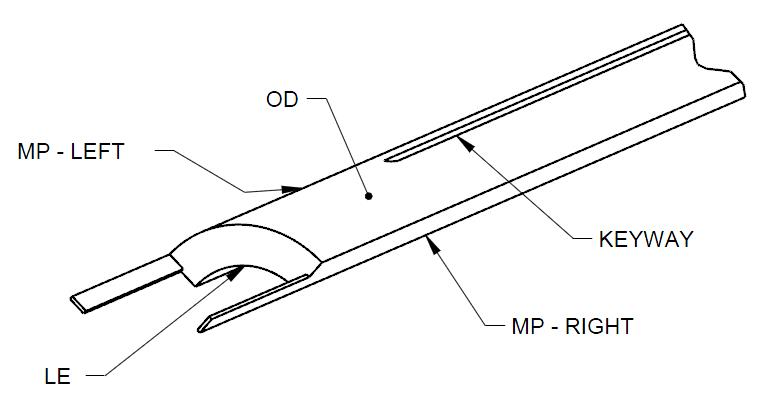 OD
MP - LEFT
KEYWAY
MP - RIGHT
LE